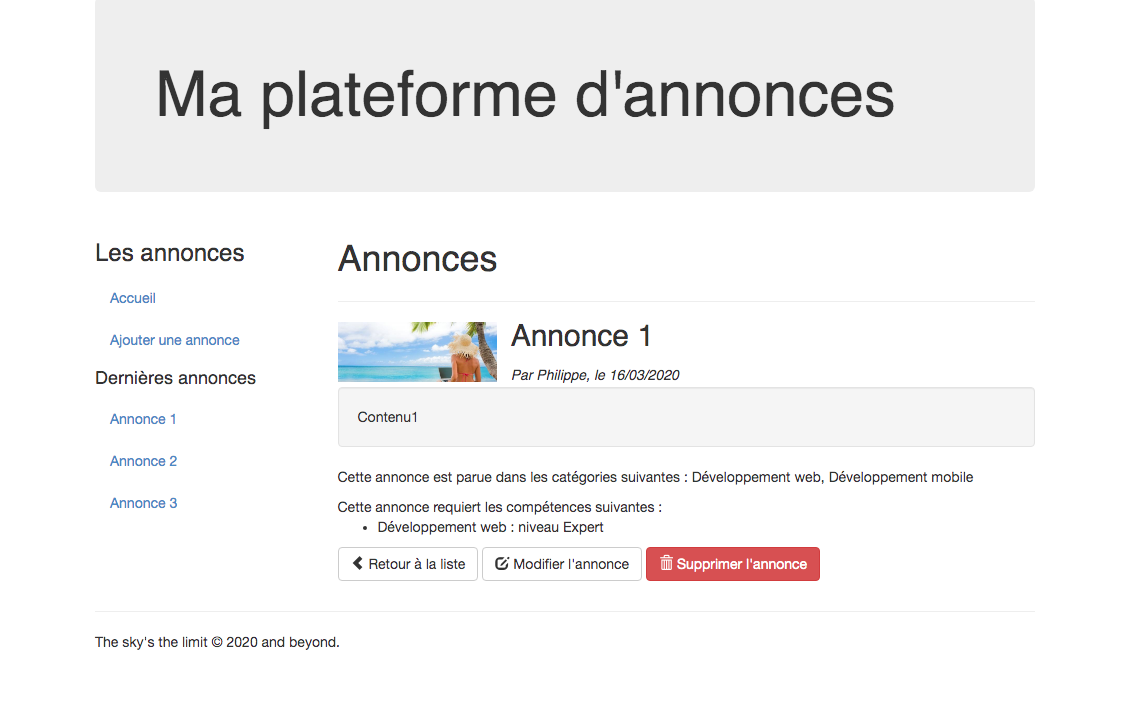 Ma plateforme d'annonces
Les annonces
Accueil
Ajouter une annonce
Dernières annonces
Annonce 1
Annonce 2
Annonce 3
Annonces
Annonce 1
Par Philippe, le 16/03/2020
Contenu1
Cette annonce est parue dans les catégories suivantes : Développement web, Développement mobile
Cette annonce requiert les compétences suivantes :
• Développement web : niveau Expert
Retour à la liste Modifier l'annonce Supprimer l'annonce
The sky's the limit © 2020 and beyond.